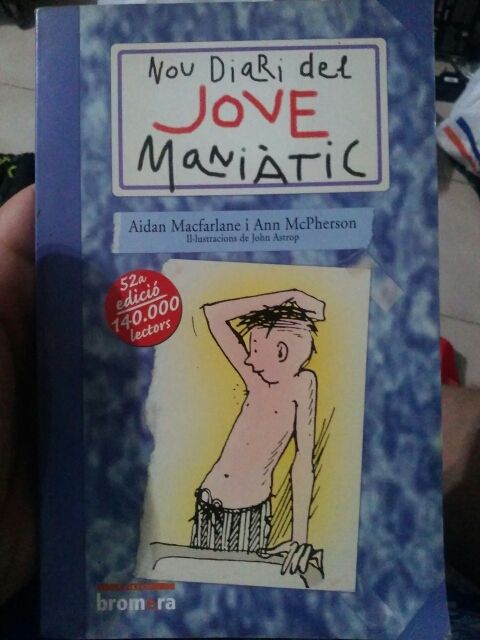 Nou Diari del
JOVE
Maniàtic
Aidan Macfarlane i Ann McPherson
Il·lustracions de John Astrop
52a
edició
140.000
lectors
bromera